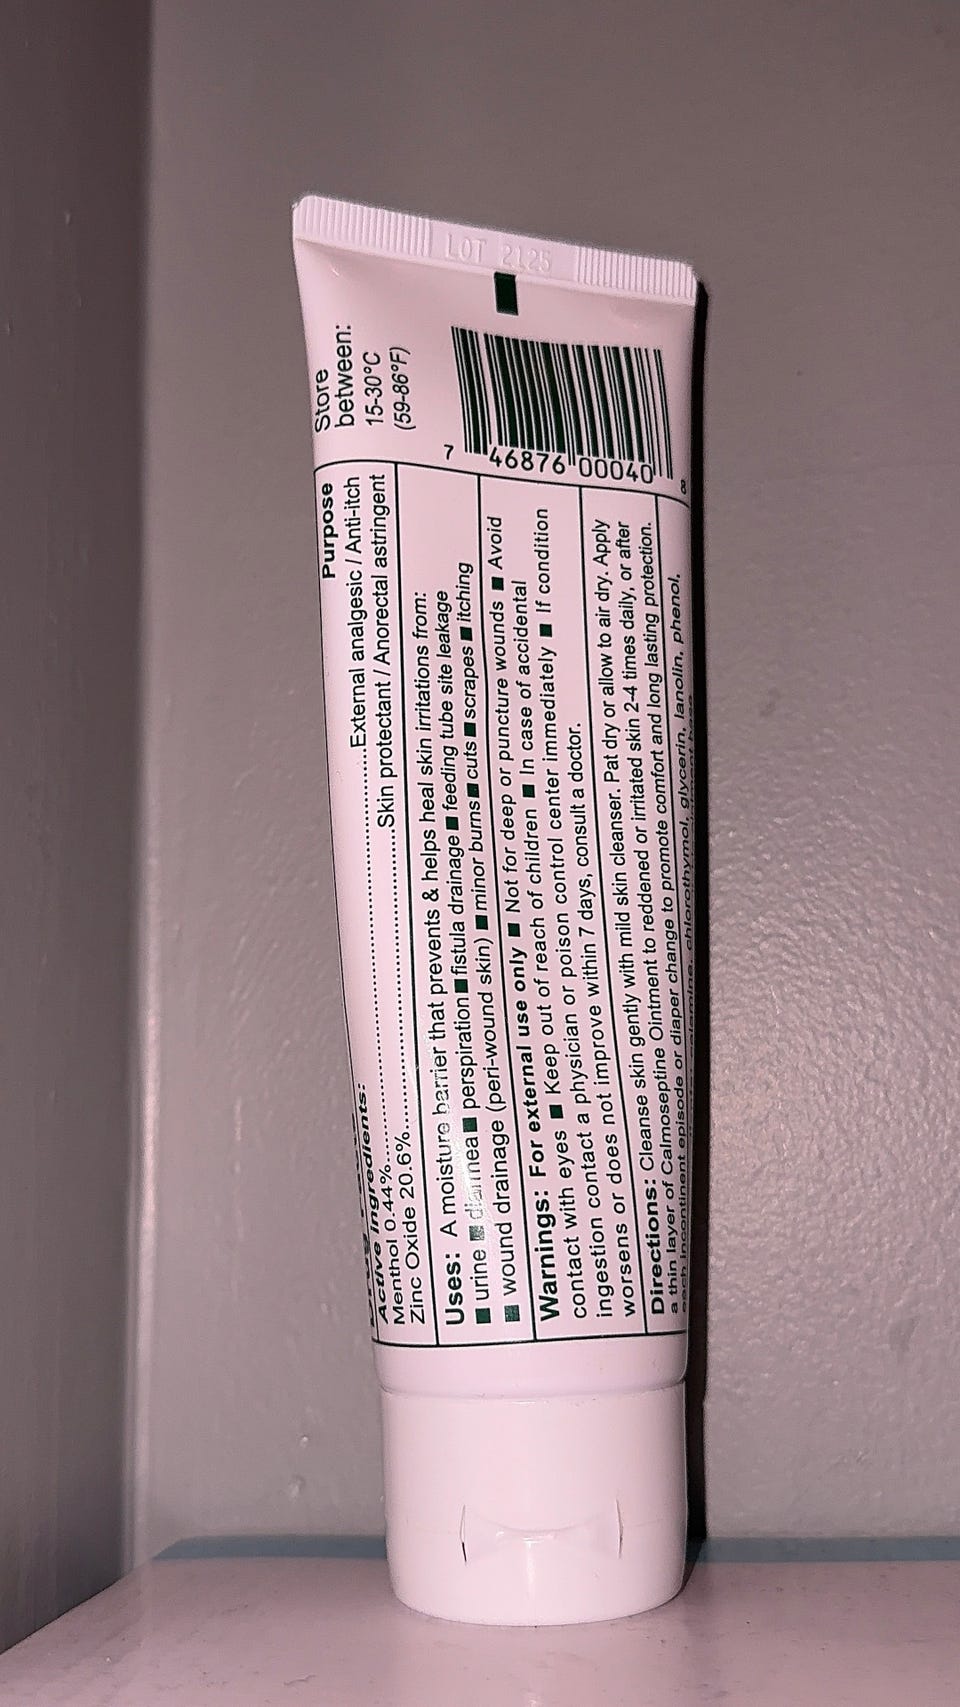 LOT 2125
Store
between:
15-30°C
(59-86°F)
7 46876 00040 8
Purpose
Active ingredients:
Menthol 0.44%..........External analgesic / Anti-itch
Zinc Oxide 20.6%..........Skin protectant / Anorectal astringent
Uses: A moisture barrier that prevents & helps heal skin irritations from:
■ urine ■ diarrhea ■ perspiration ■ fistula drainage ■ feeding tube site leakage
■ wound drainage (peri-wound skin) ■ minor burns ■ cuts ■ scrapes ■ itching
Warnings: For external use only ■ Not for deep or puncture wounds ■ Avoid
contact with eyes ■ Keep out of reach of children ■ In case of accidental
ingestion contact a physician or poison control center immediately ■ If condition
worsens or does not improve within 7 days, consult a doctor.
Directions: Cleanse skin gently with mild skin cleanser. Pat dry or allow to air dry. Apply
a thin layer of Calmoseptine Ointment to reddened or irritated skin 2-4 times daily, or after
each incontinent episode or diaper change to promote comfort and long lasting protection.
calamine, chlorothymol, glycerin, lanolin, phenol,